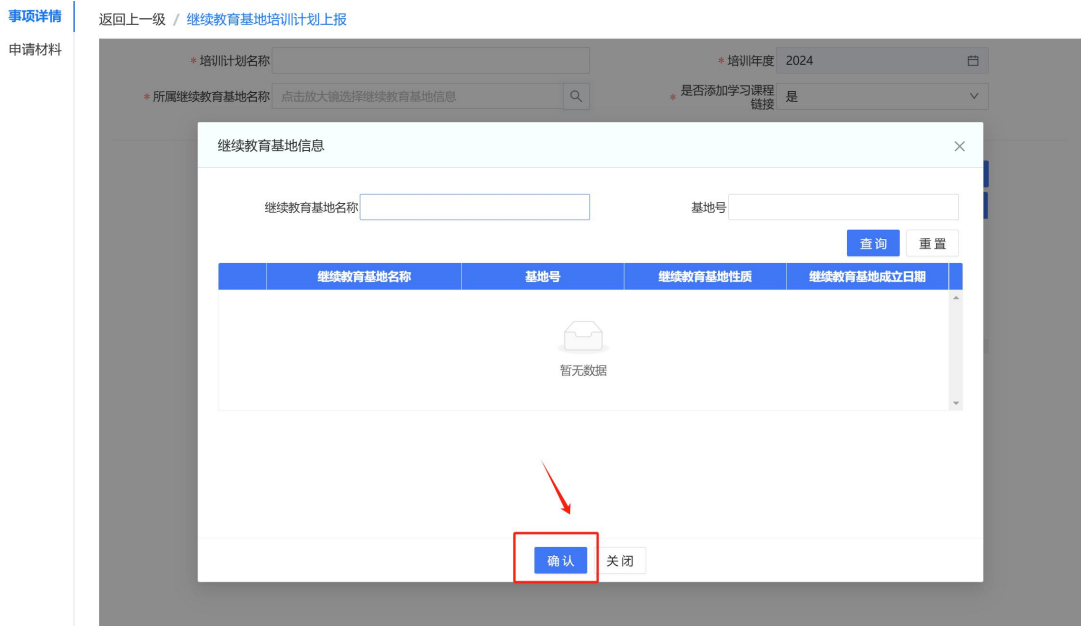 事项详情
申请材料
返回上一级 / 继续教育基地培训计划上报
* 培训计划名称
* 培训年度 2024
* 所属继续教育基地名称 点击放大镜选择继续教育基地信息
* 是否添加学习课程链接 是
继续教育基地信息
继续教育基地名称
基地号
查询 重置
继续教育基地名称 基地号 继续教育基地性质 继续教育基地成立日期
暂无数据
确认 关闭